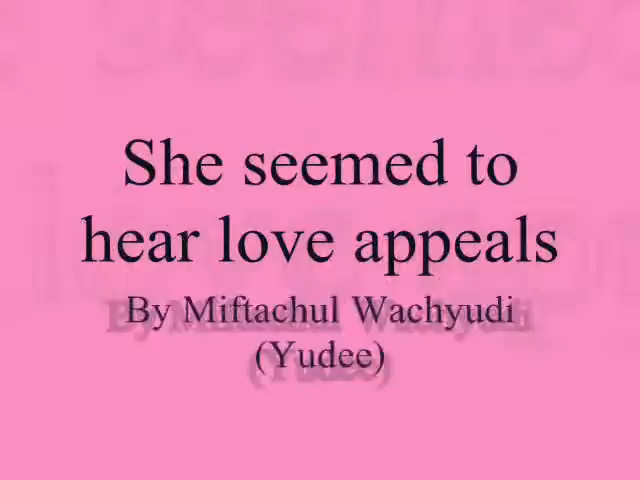 She seemed to
hear love appeals
By Miftachul Wachyudi
(Yudee)